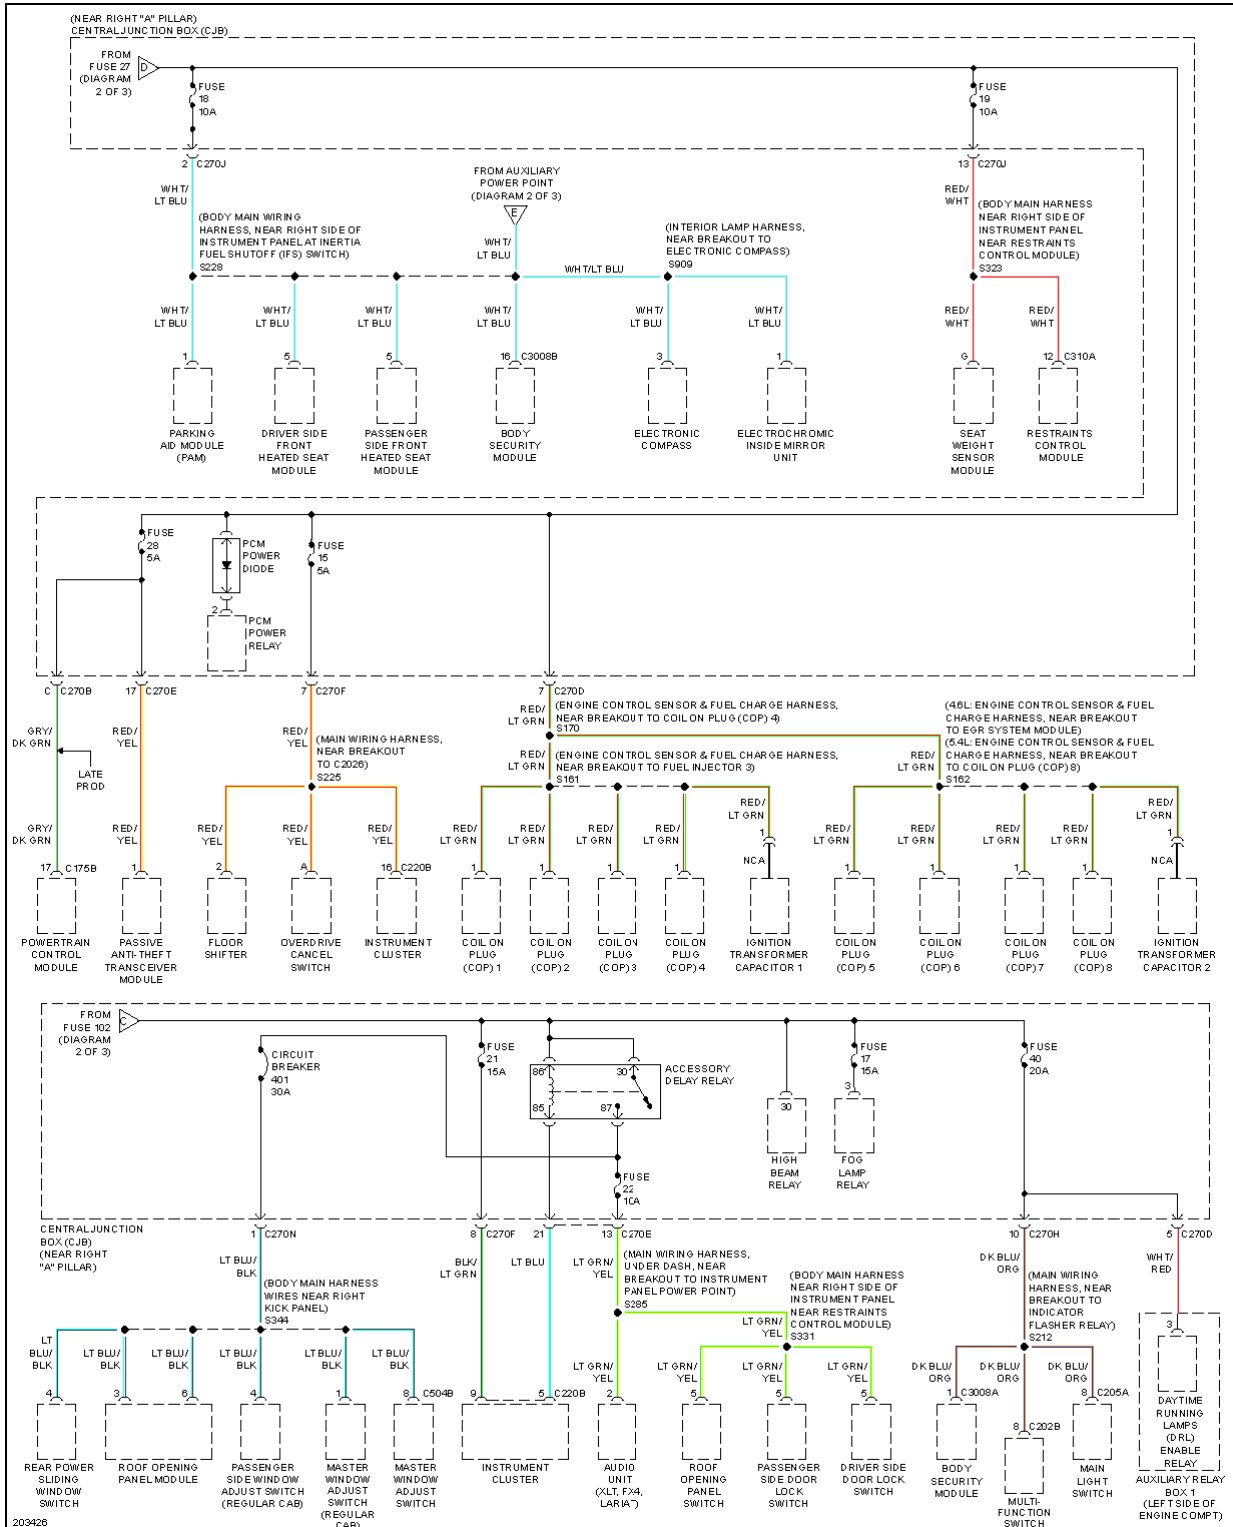 (NEAR RIGHT "A" PILLAR)
CENTRAL JUNCTION BOX (CJB)
FROM
FUSE 27
(DIAGRAM
2 OF 3)
D
FUSE
18
10A
FUSE
19
10A
2 C270J
13 C270J
WHT/
LT BLU
FROM AUXILIARY
POWER POINT
(DIAGRAM 2 OF 3)
E
RED/
WHT
(BODY MAIN WIRING
HARNESS, NEAR RIGHT SIDE OF
INSTRUMENT PANEL AT INERTIA
FUEL SHUTOFF (IFS) SWITCH)
S228
WHT/
LT BLU
(INTERIOR LAMP HARNESS,
NEAR BREAKOUT TO
ELECTRONIC COMPASS)
S909
WHT/LT BLU
(BODY MAIN HARNESS
NEAR RIGHT SIDE OF
INSTRUMENT PANEL
NEAR RESTRAINTS
CONTROL MODULE)
S323
WHT/
LT BLU
WHT/
LT BLU
WHT/
LT BLU
WHT/
LT BLU
WHT/
LT BLU
WHT/
LT BLU
RED/
WHT
RED/
WHT
1
5
5
16 C3008B
3
1
G
12 C310A
PARKING
AID MODULE
(PAM)
DRIVER SIDE
FRONT
HEATED SEAT
MODULE
PASSENGER
SIDE FRONT
HEATED SEAT
MODULE
BODY
SECURITY
MODULE
ELECTRONIC
COMPASS
ELECTROCHROMIC
INSIDE MIRROR
UNIT
SEAT
WEIGHT
SENSOR
MODULE
RESTRAINTS
CONTROL
MODULE
FUSE
28
5A
PCM
POWER
DIODE
FUSE
15
5A
2
PCM
POWER
RELAY
C C270B
17 C270E
7 C270F
7 C270D
GRY/
DK GRN
RED/
YEL
RED/
YEL
RED/
LT GRN
(ENGINE CONTROL SENSOR & FUEL CHARGE HARNESS,
NEAR BREAKOUT TO COIL ON PLUG (COP) 4)
S170
(4.6L: ENGINE CONTROL SENSOR & FUEL
CHARGE HARNESS, NEAR BREAKOUT
TO EGR SYSTEM MODULE)
(5.4L: ENGINE CONTROL SENSOR & FUEL
CHARGE HARNESS, NEAR BREAKOUT
TO COIL ON PLUG (COP) 8)
S162
LATE
PROD
(MAIN WIRING HARNESS,
NEAR BREAKOUT
TO C2026)
S225
RED/
LT GRN
(ENGINE CONTROL SENSOR & FUEL CHARGE HARNESS,
NEAR BREAKOUT TO FUEL INJECTOR 3)
S161
RED/
LT GRN
GRY/
DK GRN
RED/
YEL
RED/
YEL
RED/
YEL
RED/
YEL
RED/
LT GRN
RED/
LT GRN
RED/
LT GRN
RED/
LT GRN
RED/
LT GRN
1
NCA
RED/
LT GRN
RED/
LT GRN
RED/
LT GRN
RED/
LT GRN
RED/
LT GRN
1
NCA
17 C175B
1
2
A
16 C220B
1
1
1
1
1
1
1
1
POWERTRAIN
CONTROL
MODULE
PASSIVE
ANTI-THEFT
TRANSCEIVER
MODULE
FLOOR
SHIFTER
OVERDRIVE
CANCEL
SWITCH
INSTRUMENT
CLUSTER
COIL ON
PLUG
(COP) 1
COIL ON
PLUG
(COP) 2
COIL ON
PLUG
(COP) 3
COIL ON
PLUG
(COP) 4
IGNITION
TRANSFORMER
CAPACITOR 1
COIL ON
PLUG
(COP) 5
COIL ON
PLUG
(COP) 6
COIL ON
PLUG
(COP) 7
COIL ON
PLUG
(COP) 8
IGNITION
TRANSFORMER
CAPACITOR 2
FROM
FUSE 102
(DIAGRAM
2 OF 3)
C
CIRCUIT
BREAKER
401
30A
FUSE
21
15A
86
30
85
87
ACCESSORY
DELAY RELAY
FUSE
17
15A
FUSE
40
20A
30
HIGH
BEAM
RELAY
3
FOG
LAMP
RELAY
FUSE
22
10A
CENTRAL JUNCTION
BOX (CJB)
(NEAR RIGHT
"A" PILLAR)
1 C270N
8 C270F
21
13 C270E
10 C270H
5 C270D
LT BLU/
BLK
BLK/
LT GRN
LT BLU
LT GRN/
YEL
(MAIN WIRING HARNESS,
UNDER DASH, NEAR
BREAKOUT TO INSTRUMENT
PANEL POWER POINT)
S285
DK BLU/
ORG
WHT/
RED
(BODY MAIN HARNESS
WIRES NEAR RIGHT
KICK PANEL)
S344
LT GRN/
YEL
(BODY MAIN HARNESS
NEAR RIGHT SIDE OF
INSTRUMENT PANEL
NEAR RESTRAINTS
CONTROL MODULE)
S331
(MAIN WIRING
HARNESS, NEAR
BREAKOUT TO
INDICATOR
FLASHER RELAY)
S212
LT
BLU/
BLK
LT BLU/
BLK
LT BLU/
BLK
LT BLU/
BLK
LT BLU/
BLK
LT BLU/
BLK
LT GRN/
YEL
LT GRN/
YEL
LT GRN/
YEL
LT GRN/
YEL
DK BLU/
ORG
DK BLU/
ORG
DK BLU/
ORG
4
3
6
4
1
8 C504B
9
5 C220B
2
5
5
5
1 C3008A
8 C202B
8 C205A
3
DAYTIME
RUNNING
LAMPS
(DRL)
ENABLE
RELAY
REAR POWER
SLIDING
WINDOW
SWITCH
ROOF OPENING
PANEL MODULE
PASSENGER
SIDE WINDOW
ADJUST SWITCH
(REGULAR CAB)
MASTER
WINDOW
ADJUST
SWITCH
(REGULAR
CAB)
MASTER
WINDOW
ADJUST
SWITCH
INSTRUMENT
CLUSTER
AUDIO
UNIT
(XLT, FX4,
LARIAT)
ROOF
OPENING
PANEL
SWITCH
PASSENGER
SIDE DOOR
LOCK
SWITCH
DRIVER SIDE
DOOR LOCK
SWITCH
BODY
SECURITY
MODULE
MULTI-
FUNCTION
SWITCH
MAIN
LIGHT
SWITCH
AUXILIARY RELAY
BOX 1
(LEFT SIDE OF
ENGINE COMPT)
203426